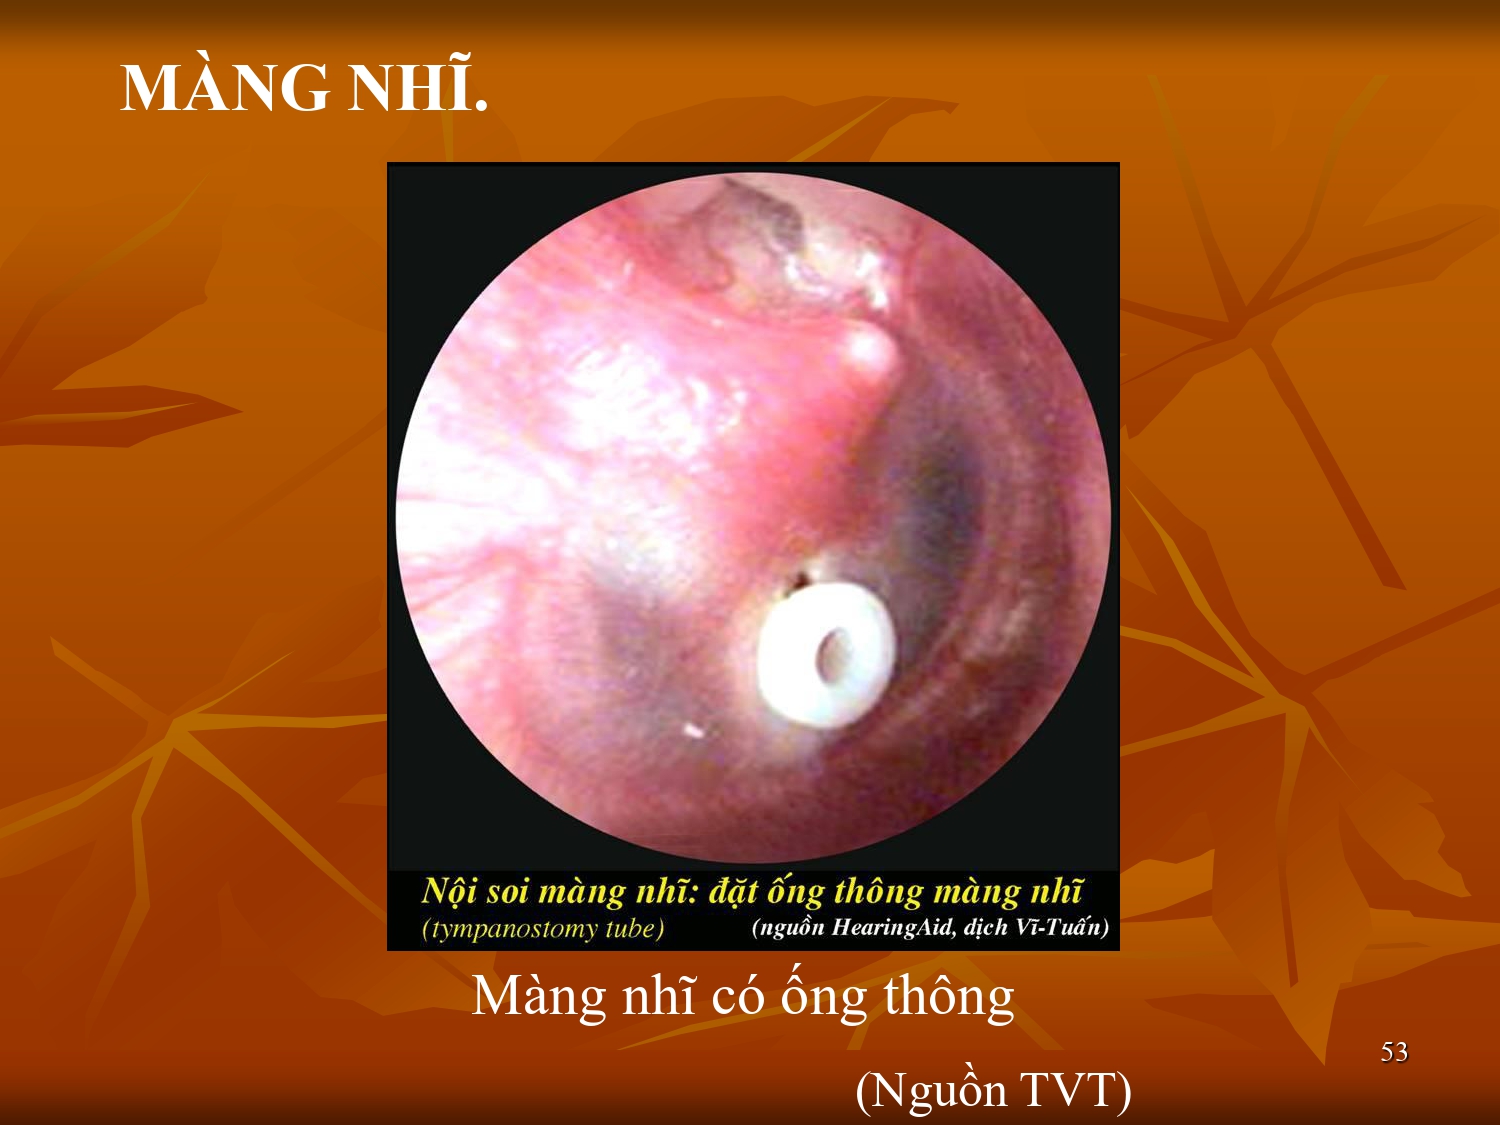 MÀNG NHĨ.
Nội soi màng nhĩ: đặt ống thông màng nhĩ
(tympanostomy tube) (nguồn HearingAid, dịch Vĩ-Tuấn)
Màng nhĩ có ống thông
53
(Nguồn TVT)